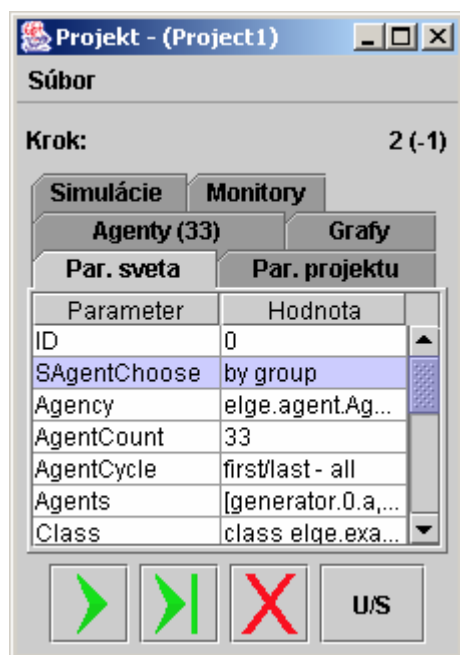 Projekt - (Project1)
Súbor
Krok: 2 (-1)
Simulácie Monitory
Agenty (33) Grafy
Par. sveta Par. projektu
Parameter Hodnota
ID 0
SAgentChoose by group
Agency elge.agent.Ag...
AgentCount 33
AgentCycle first/last - all
Agents [generator.0.a,...
Class class elge.exa...
U/S